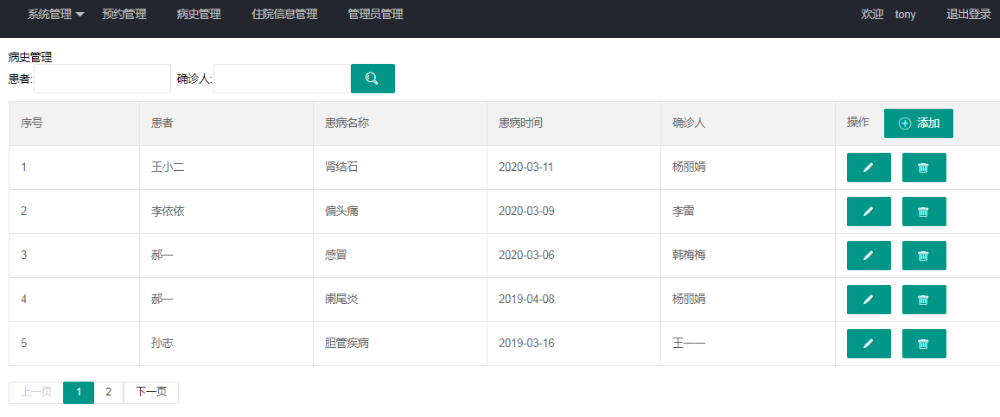 系统管理 预约管理 病史管理 住院信息管理 管理员管理 欢迎 tony 退出登录
病史管理
患者: 确诊人:
序号 患者 患病名称 患病时间 确诊人 操作 添加
1 王小二 肾结石 2020-03-11 杨丽娟
2 李依依 偏头痛 2020-03-09 李雷
3 郝一 感冒 2020-03-06 韩梅梅
4 郝一 阑尾炎 2019-04-08 杨丽娟
5 孙志 胆管疾病 2019-03-16 王一一
上一页 1 2 下一页